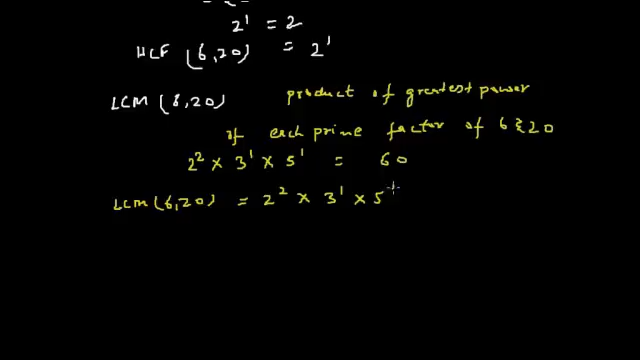 2¹ = 2
HCF (6,20) = 2¹
LCM (6,20) product of greatest power
of each prime factor of 6 & 20
2² × 3¹ × 5¹ = 60
LCM (6,20) = 2² × 3¹ × 5